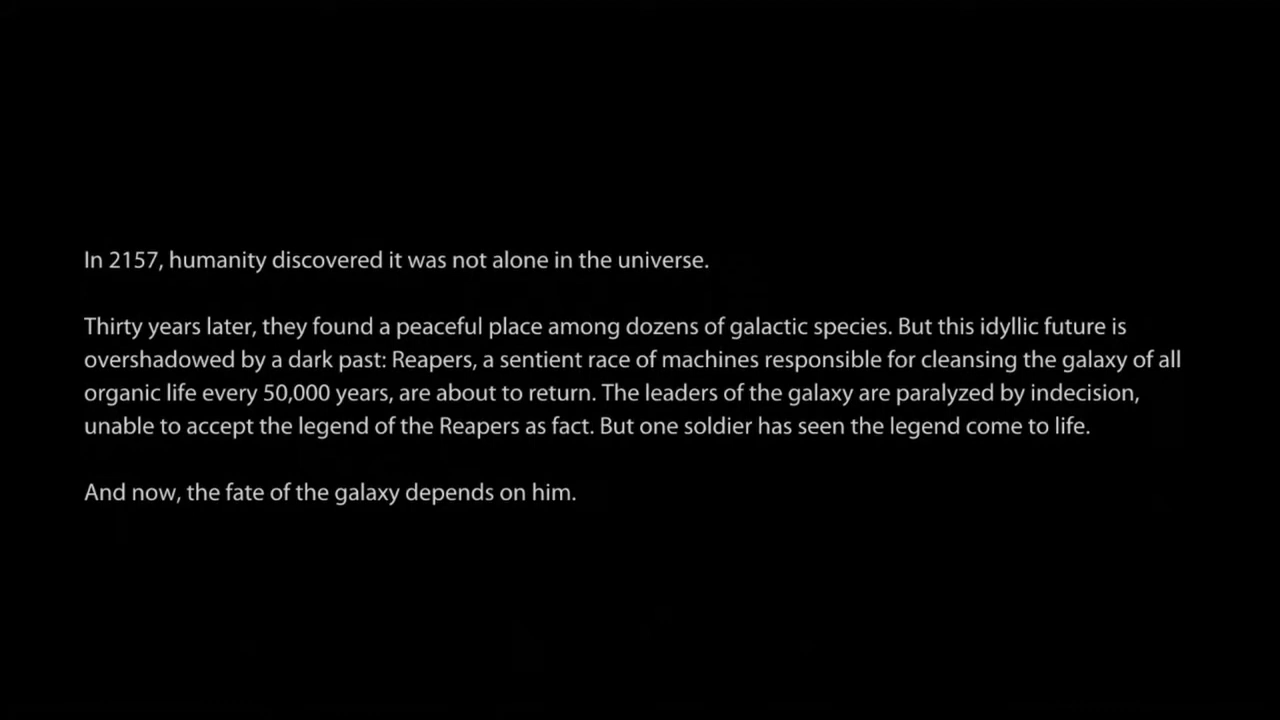 In 2157, humanity discovered it was not alone in the universe.
Thirty years later, they found a peaceful place among dozens of galactic species. But this idyllic future is
overshadowed by a dark past: Reapers, a sentient race of machines responsible for cleansing the galaxy of all
organic life every 50,000 years, are about to return. The leaders of the galaxy are paralyzed by indecision,
unable to accept the legend of the Reapers as fact. But one soldier has seen the legend come to life.
And now, the fate of the galaxy depends on him.